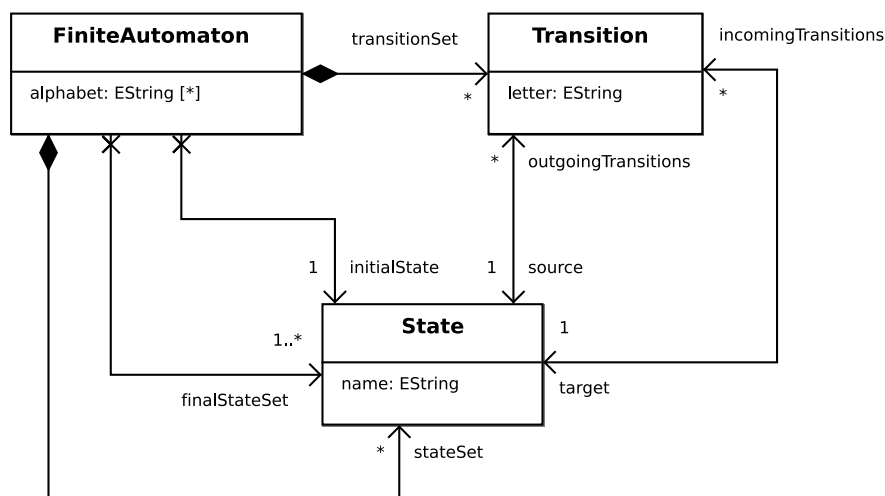 FiniteAutomaton
transitionSet
Transition
incomingTransitions
alphabet: EString [*]
*
letter: EString
*
*
outgoingTransitions
1
initialState
1
source
State
1
1..*
name: EString
target
finalStateSet
*
stateSet